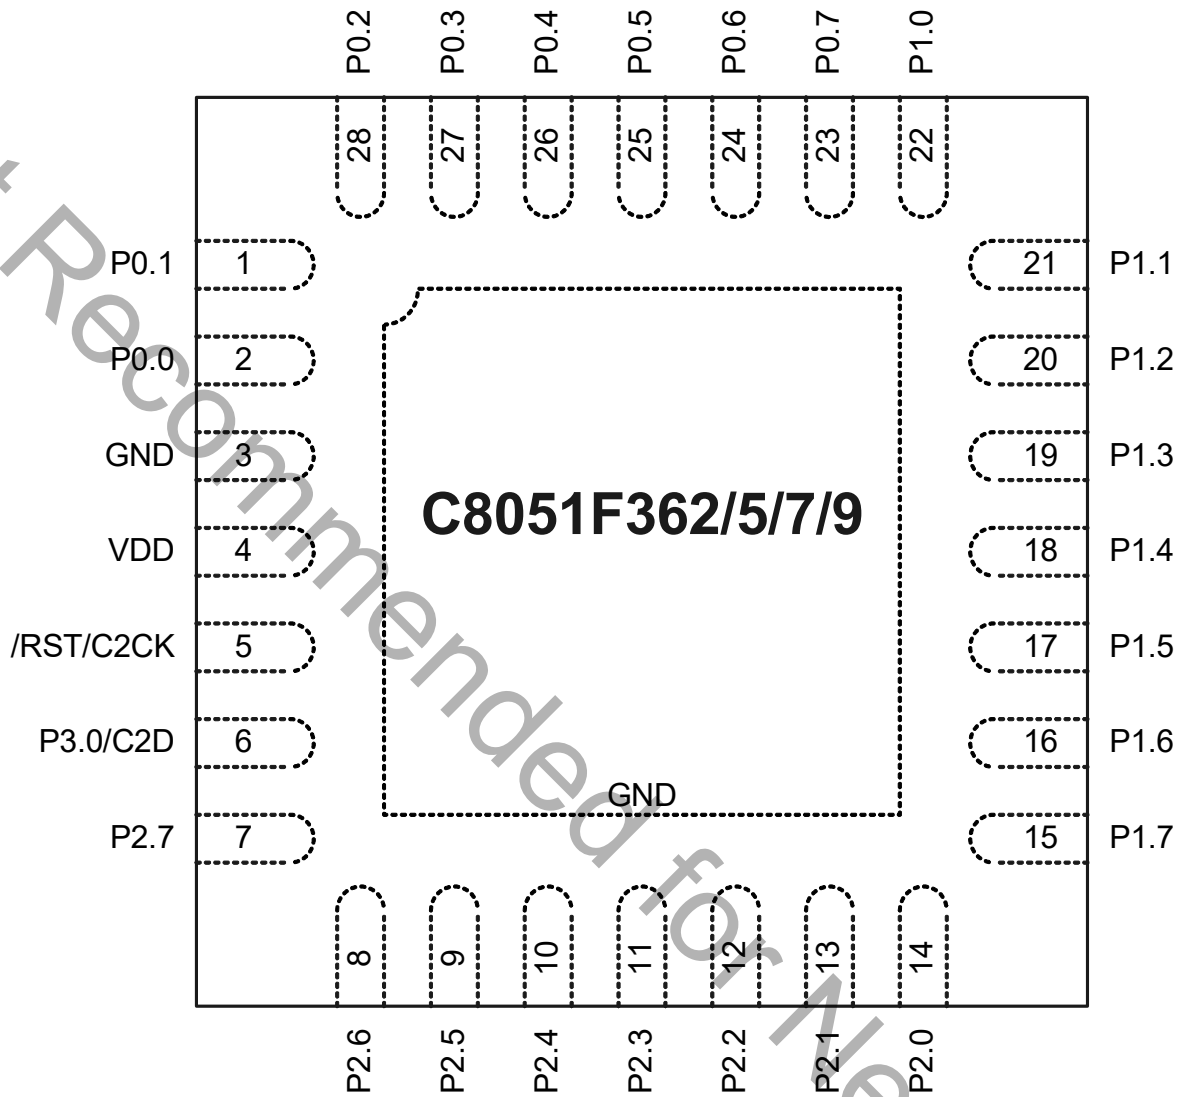 P0.2 P0.3 P0.4 P0.5 P0.6 P0.7 P1.0
28 27 26 25 24 23 22
P0.1 1 21 P1.1
P0.0 2 20 P1.2
GND 3 19 P1.3
C8051F362/5/7/9
VDD 4 18 P1.4
/RST/C2CK 5 17 P1.5
P3.0/C2D 6 16 P1.6
GND
P2.7 7 15 P1.7
8 9 10 11 12 13 14
P2.6 P2.5 P2.4 P2.3 P2.2 P2.1 P2.0
Recommended for